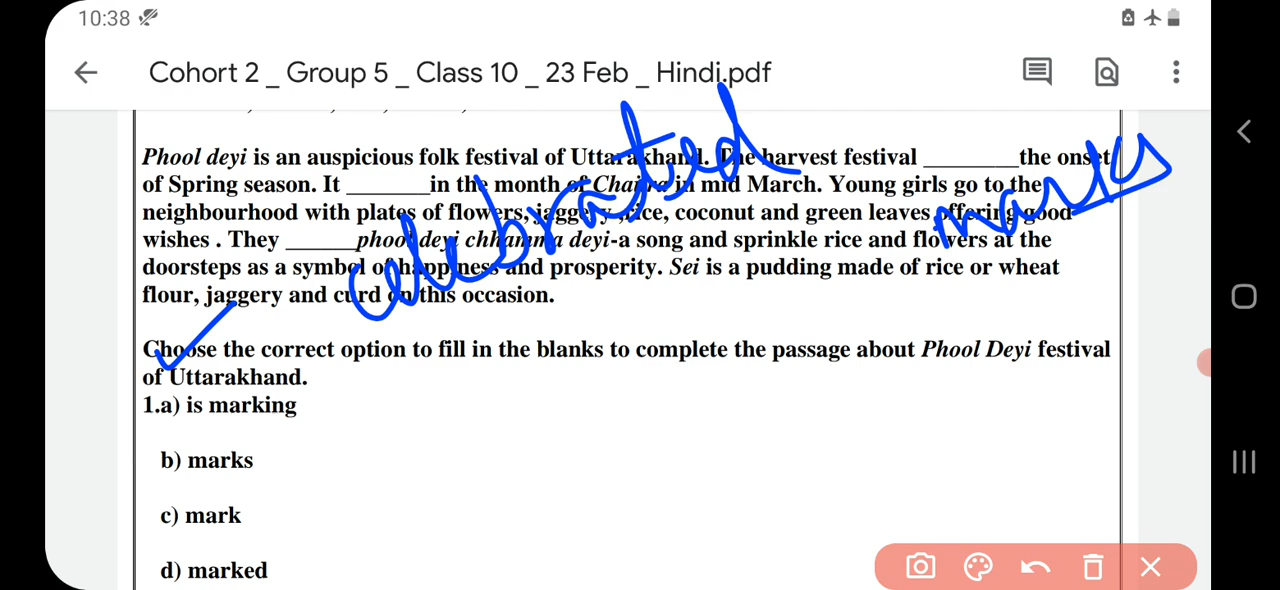 10:38
Cohort 2 _ Group 5 _ Class 10 _ 23 Feb _ Hindi.pdf
Phool deyi is an auspicious folk festival of Uttarakhand. The harvest festival ________the onset
of Spring season. It _______in the month of Chaitra in mid March. Young girls go to the
neighbourhood with plates of flowers, jaggery ,rice, coconut and green leaves offering good
wishes . They ______phool deyi chhamma deyi-a song and sprinkle rice and flowers at the
doorsteps as a symbol of happiness and prosperity. Sei is a pudding made of rice or wheat
flour, jaggery and curd on this occasion.
celebrated
marks
Choose the correct option to fill in the blanks to complete the passage about Phool Deyi festival
of Uttarakhand.
1.a) is marking
b) marks
c) mark
d) marked